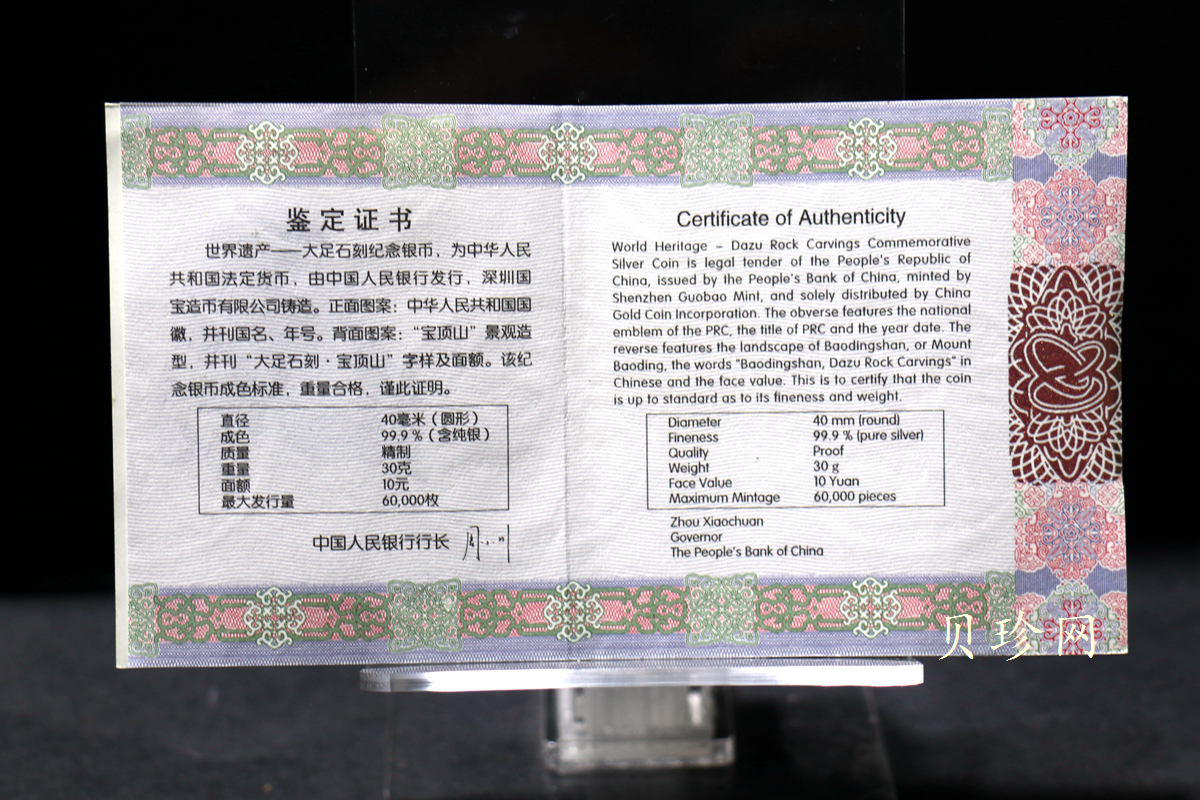 鉴定证书
世界遗产——大足石刻纪念银币，为中华人民
共和国法定货币，由中国人民银行发行，深圳国
宝造币有限公司铸造。正面图案：中华人民共和国国
徽，并刊国名、年号。背面图案：“宝顶山”景观造
型，并刊“大足石刻·宝顶山”字样及面额。该纪
念银币成色标准，重量合格，谨此证明。
直径 40毫米（圆形）
成色 99.9％（含纯银）
质量 精制
重量 30克
面额 10元
最大发行量 60,000枚
中国人民银行行长
Certificate of Authenticity
World Heritage – Dazu Rock Carvings Commemorative
Silver Coin is legal tender of the People's Republic of
China, issued by the People's Bank of China, minted by
Shenzhen Guobao Mint, and solely distributed by China
Gold Coin Incorporation. The obverse features the national
emblem of the PRC, the title of PRC and the year date. The
reverse features the landscape of Baodingshan, or Mount
Baoding, the words "Baodingshan, Dazu Rock Carvings" in
Chinese and the face value. This is to certify that the coin
is up to standard as to its fineness and weight.
Diameter 40 mm (round)
Fineness 99.9 % (pure silver)
Quality Proof
Weight 30 g
Face Value 10 Yuan
Maximum Mintage 60,000 pieces
Zhou Xiaochuan
Governor
The People's Bank of China
贝珍网